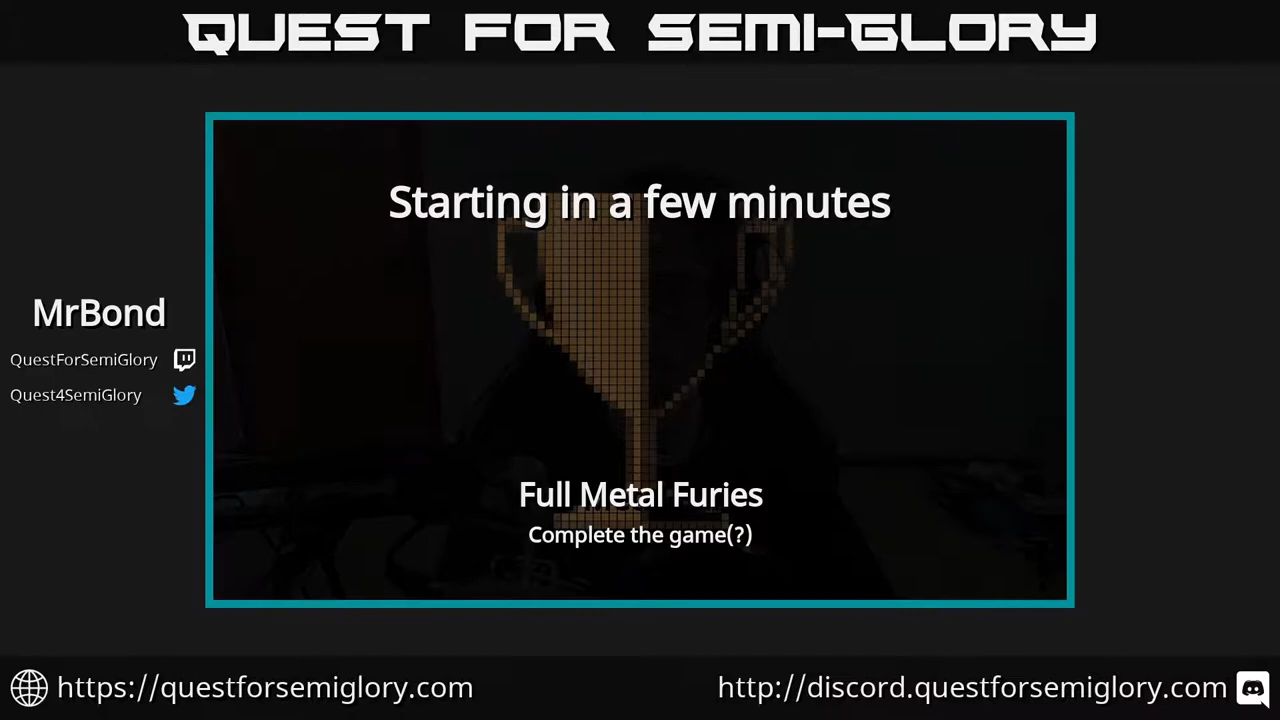 QUEST FOR SEMI-GLORY
Starting in a few minutes
MrBond
QuestForSemiGlory
Quest4SemiGlory
Full Metal Furies
Complete the game(?)
https://questforsemiglory.com
http://discord.questforsemiglory.com